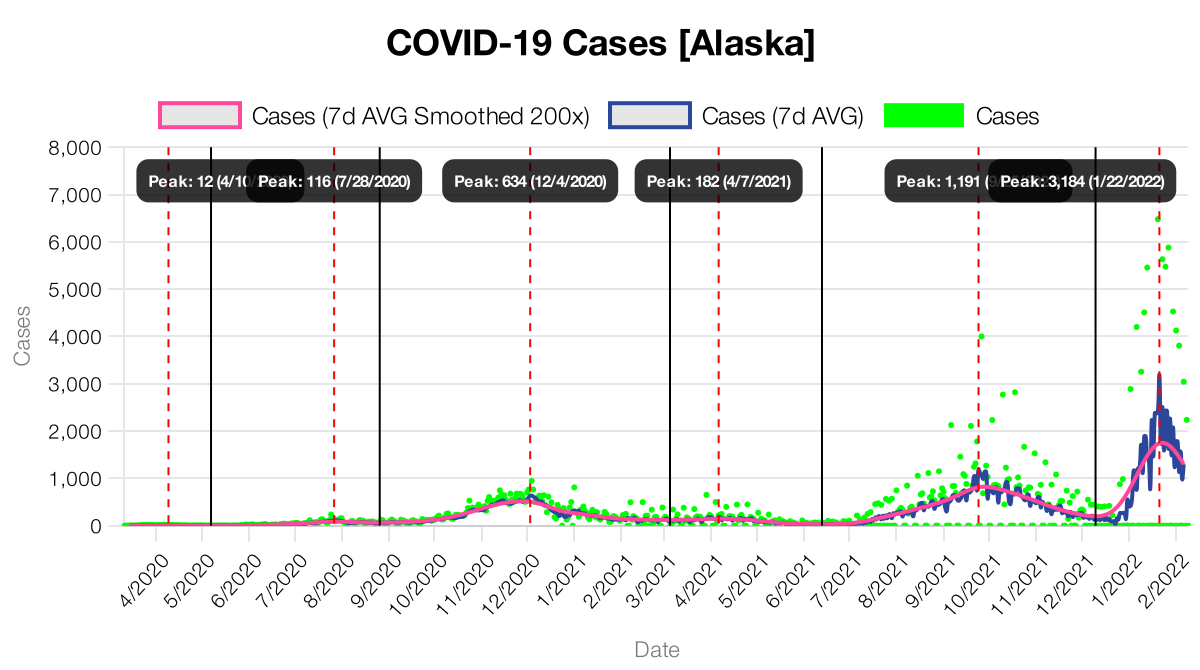 COVID-19 Cases [Alaska]
Cases (7d AVG Smoothed 200x) Cases (7d AVG) Cases
8,000
7,000
6,000
5,000
4,000
3,000
2,000
1,000
0
Cases
Peak: 12 (4/10 Peak: 116 (7/28/2020) Peak: 634 (12/4/2020) Peak: 182 (4/7/2021) Peak: 1,191 ( Peak: 3,184 (1/22/2022)
4/2020 5/2020 6/2020 7/2020 8/2020 9/2020 10/2020 11/2020 12/2020 1/2021 2/2021 3/2021 4/2021 5/2021 6/2021 7/2021 8/2021 9/2021 10/2021 11/2021 12/2021 1/2022 2/2022
Date